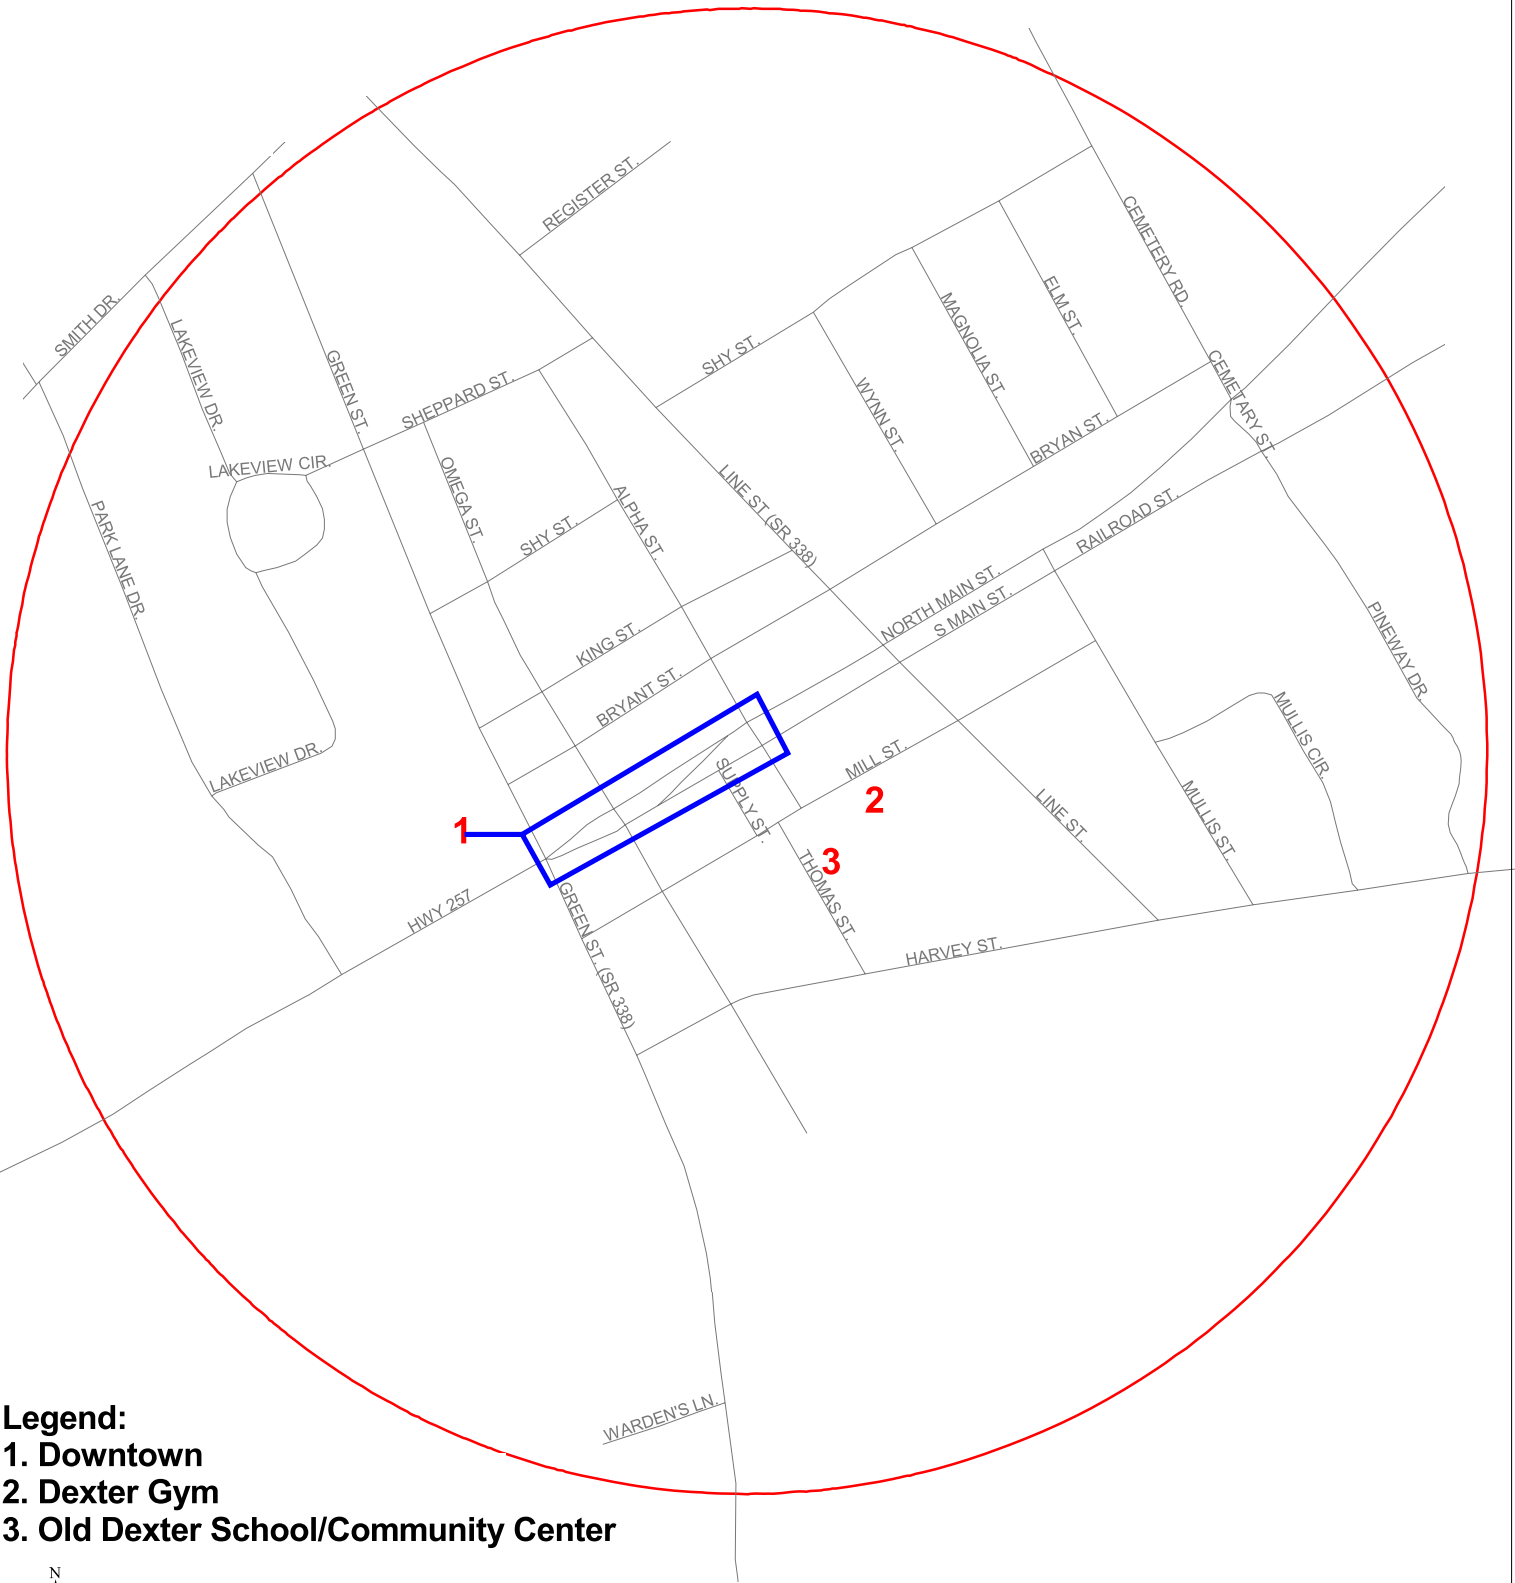 REGISTER ST.
CEMETERY RD.
SMITH DR.
LAKEVIEW DR.
GREEN ST.
SHEPPARD ST.
SHY ST.
MAGNOLIA ST.
ELM ST.
WYNN ST.
BRYAN ST.
CEMETARY ST.
LAKEVIEW CIR.
OMEGA ST.
ALPHA ST.
SHY ST.
LINE ST (SR 338)
RAILROAD ST.
PARK LANE DR.
KING ST.
NORTH MAIN ST.
S MAIN ST.
PINEWAY DR.
BRYANT ST.
LAKEVIEW DR.
MILL ST.
SUPPLY ST.
MULLIS CIR.
MULLIS ST.
LINE ST.
1
2
3
THOMAS ST.
HWY 257
GREEN ST. (SR 338)
HARVEY ST.
WARDEN'S LN.
Legend:
1. Downtown
2. Dexter Gym
3. Old Dexter School/Community Center
N